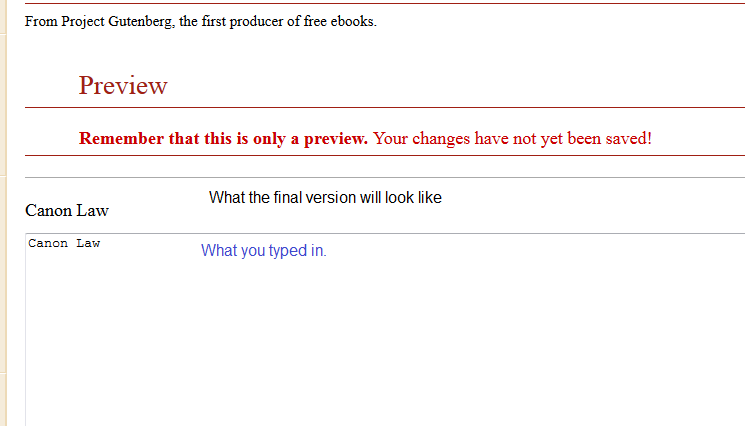 From Project Gutenberg, the first producer of free ebooks.
Preview
Remember that this is only a preview. Your changes have not yet been saved!
What the final version will look like
Canon Law
Canon Law
What you typed in.